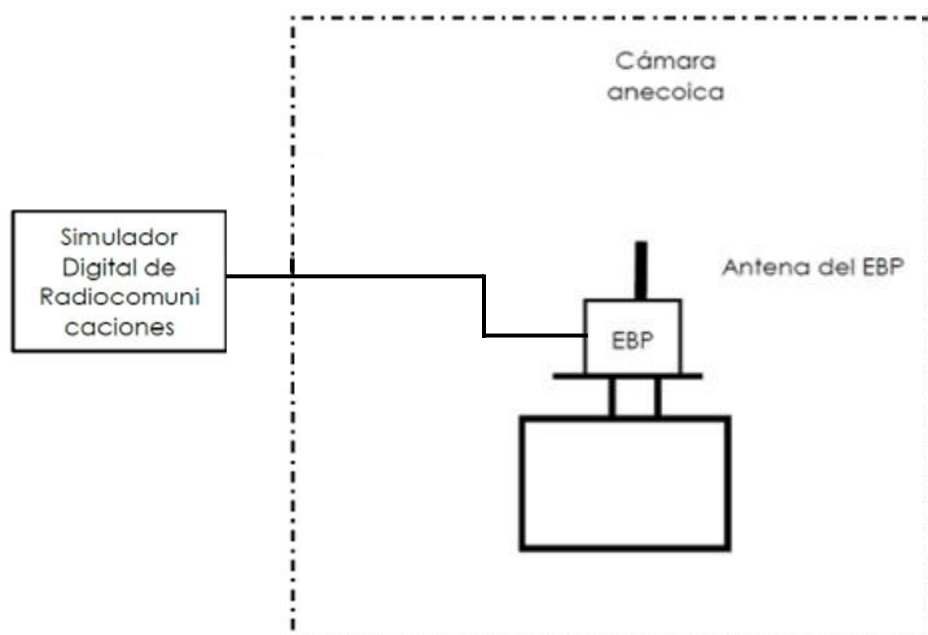 Cámara
anecoica
Simulador
Digital de
Radiocomuni
caciones
Antena del EBP
EBP